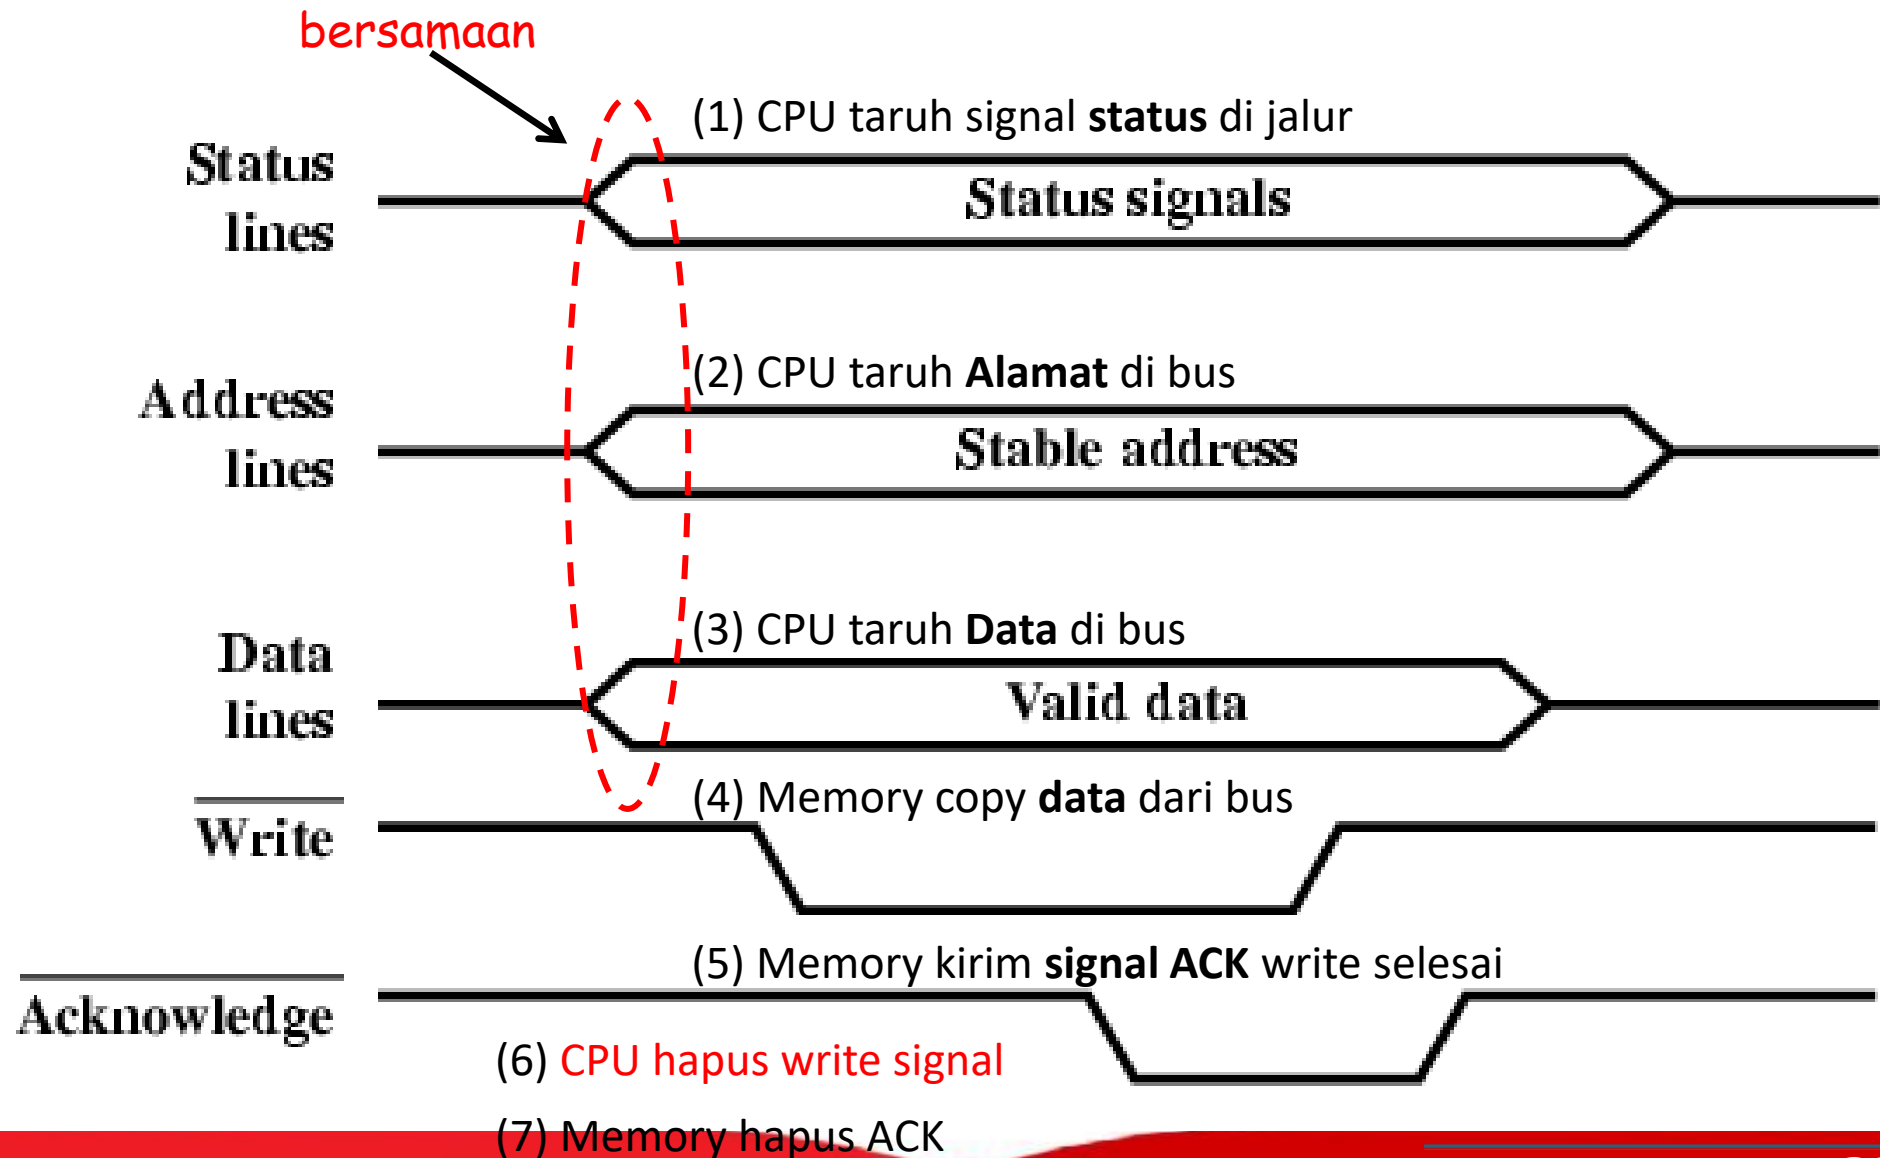 bersamaan
(1) CPU taruh signal status di jalur
Status
lines
Status signals
(2) CPU taruh Alamat di bus
Address
lines
Stable address
(3) CPU taruh Data di bus
Data
lines
Valid data
(4) Memory copy data dari bus
Write
(5) Memory kirim signal ACK write selesai
Acknowledge
(6) CPU hapus write signal
(7) Memory hapus ACK